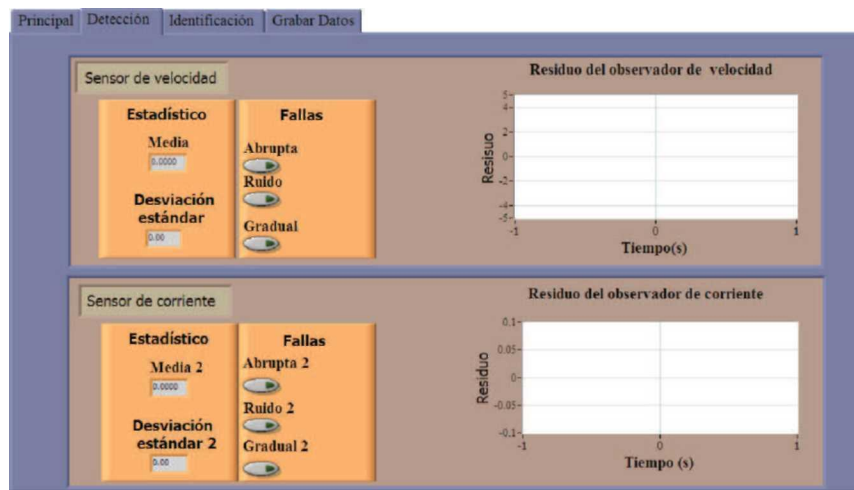 Principal Detección Identificación Grabar Datos
Sensor de velocidad
Estadístico
Media
0.0000
Desviación
estándar
0.00
Fallas
Abrupta
Ruido
Gradual
Residuo del observador de velocidad
Resisuo
5-
4-
2-
0-
-2-
-4-
-5-
-1 0 1
Tiempo(s)
Sensor de corriente
Estadístico
Media 2
0.0000
Desviación
estándar 2
0.00
Fallas
Abrupta 2
Ruido 2
Gradual 2
Residuo del observador de corriente
Residuo
0.1-
0.05-
0-
-0.05-
-0.1-
-1 0 1
Tiempo (s)